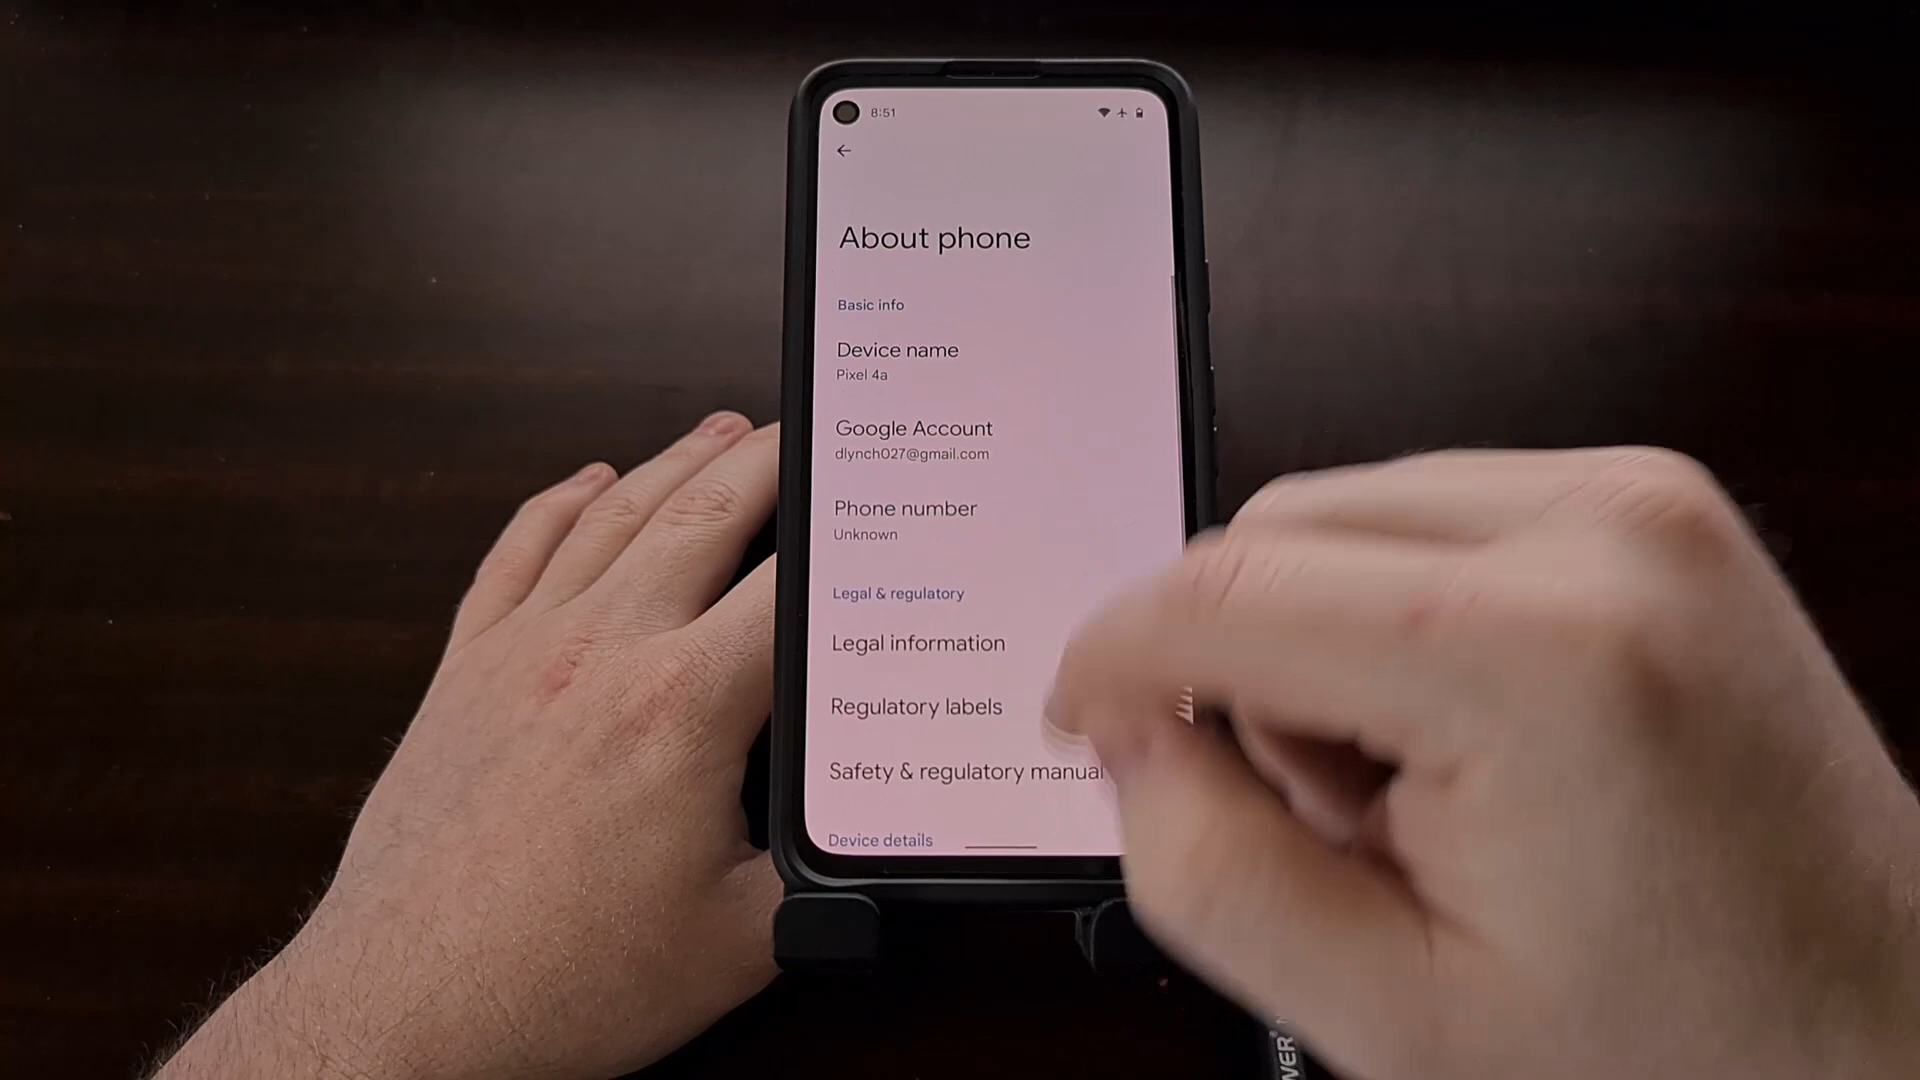 8:51
About phone
Basic info
Device name
Pixel 4a
Google Account
dlynch027@gmail.com
Phone number
Unknown
Legal & regulatory
Legal information
Regulatory labels
Safety & regulatory manual
Device details